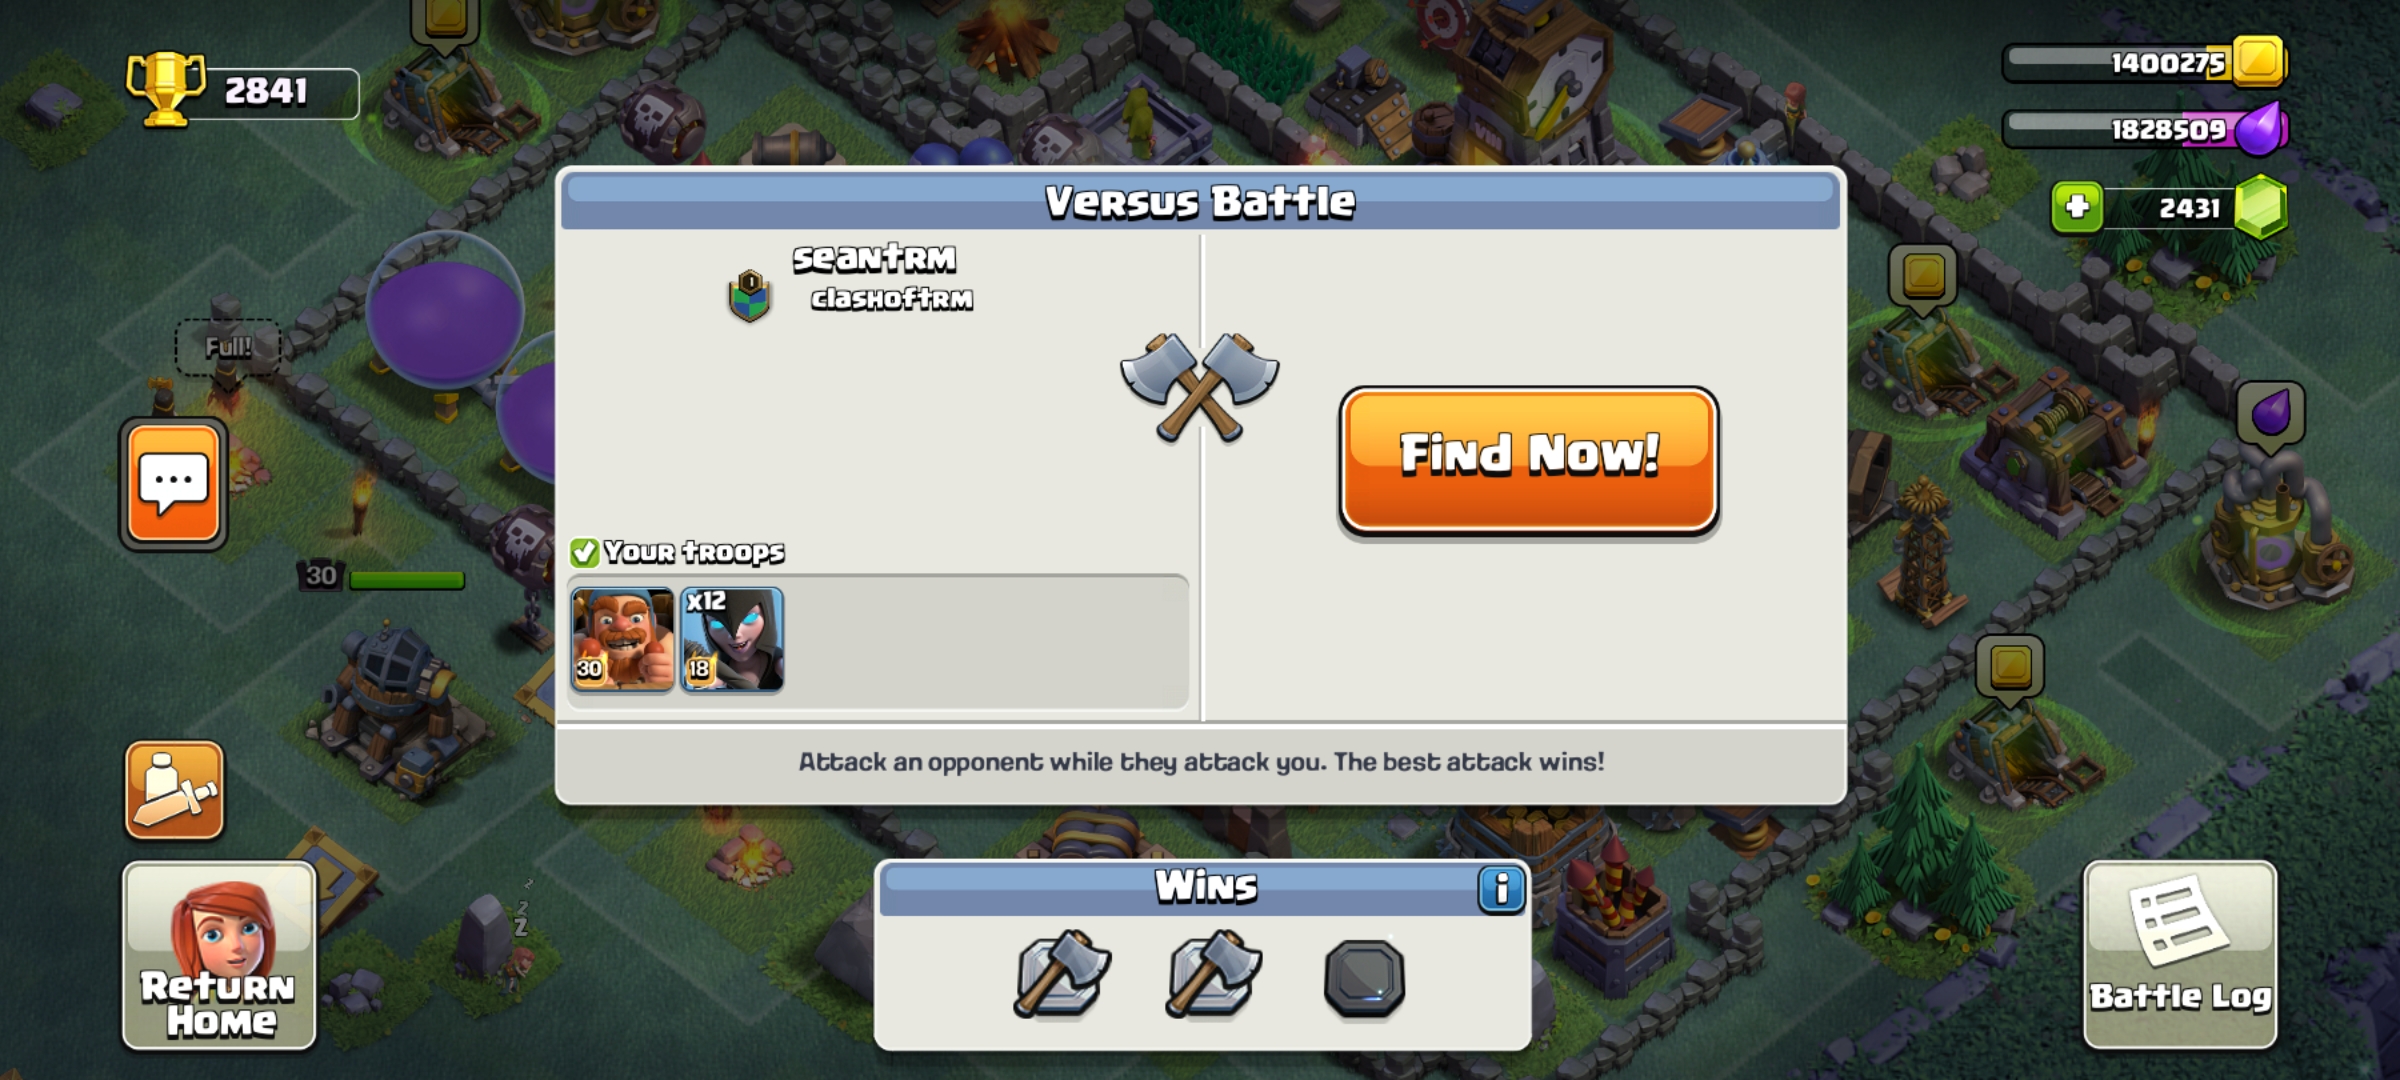 2841
1400275
1828509
2431
Versus Battle
seantrm
clashoftrm
1
Full!
Find Now!
Your troops
30
x12
30
18
Attack an opponent while they attack you. The best attack wins!
Wins
i
z
z
Z
Return
Home
Battle Log